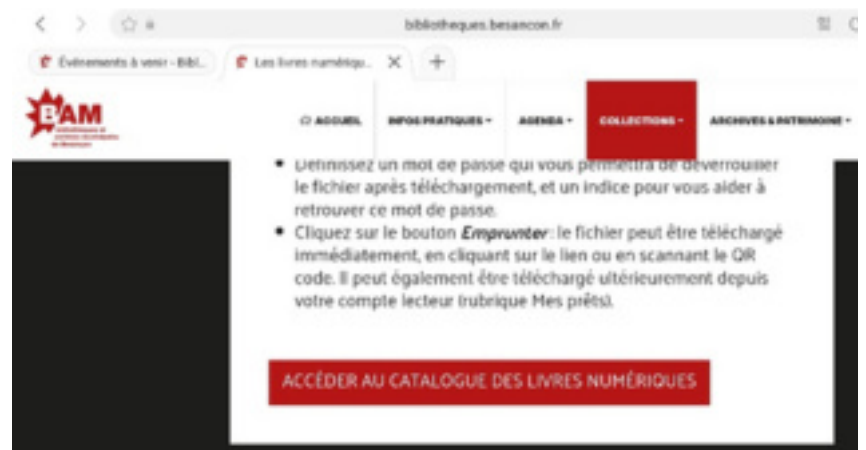 bibliotheques.besancon.fr
Événements à venir - Bibl...
Les livres numériqu...
BAM
ACCUEIL
INFOS PRATIQUES
AGENDA
COLLECTIONS
ARCHIVES & PATRIMOINE
• Définissez un mot de passe qui vous permettra de déverrouiller
le fichier après téléchargement, et un indice pour vous aider à
retrouver ce mot de passe.
• Cliquez sur le bouton Emprunter : le fichier peut être téléchargé
immédiatement, en cliquant sur le lien ou en scannant le QR
code. Il peut également être téléchargé ultérieurement depuis
votre compte lecteur (rubrique Mes prêts).
ACCÉDER AU CATALOGUE DES LIVRES NUMÉRIQUES